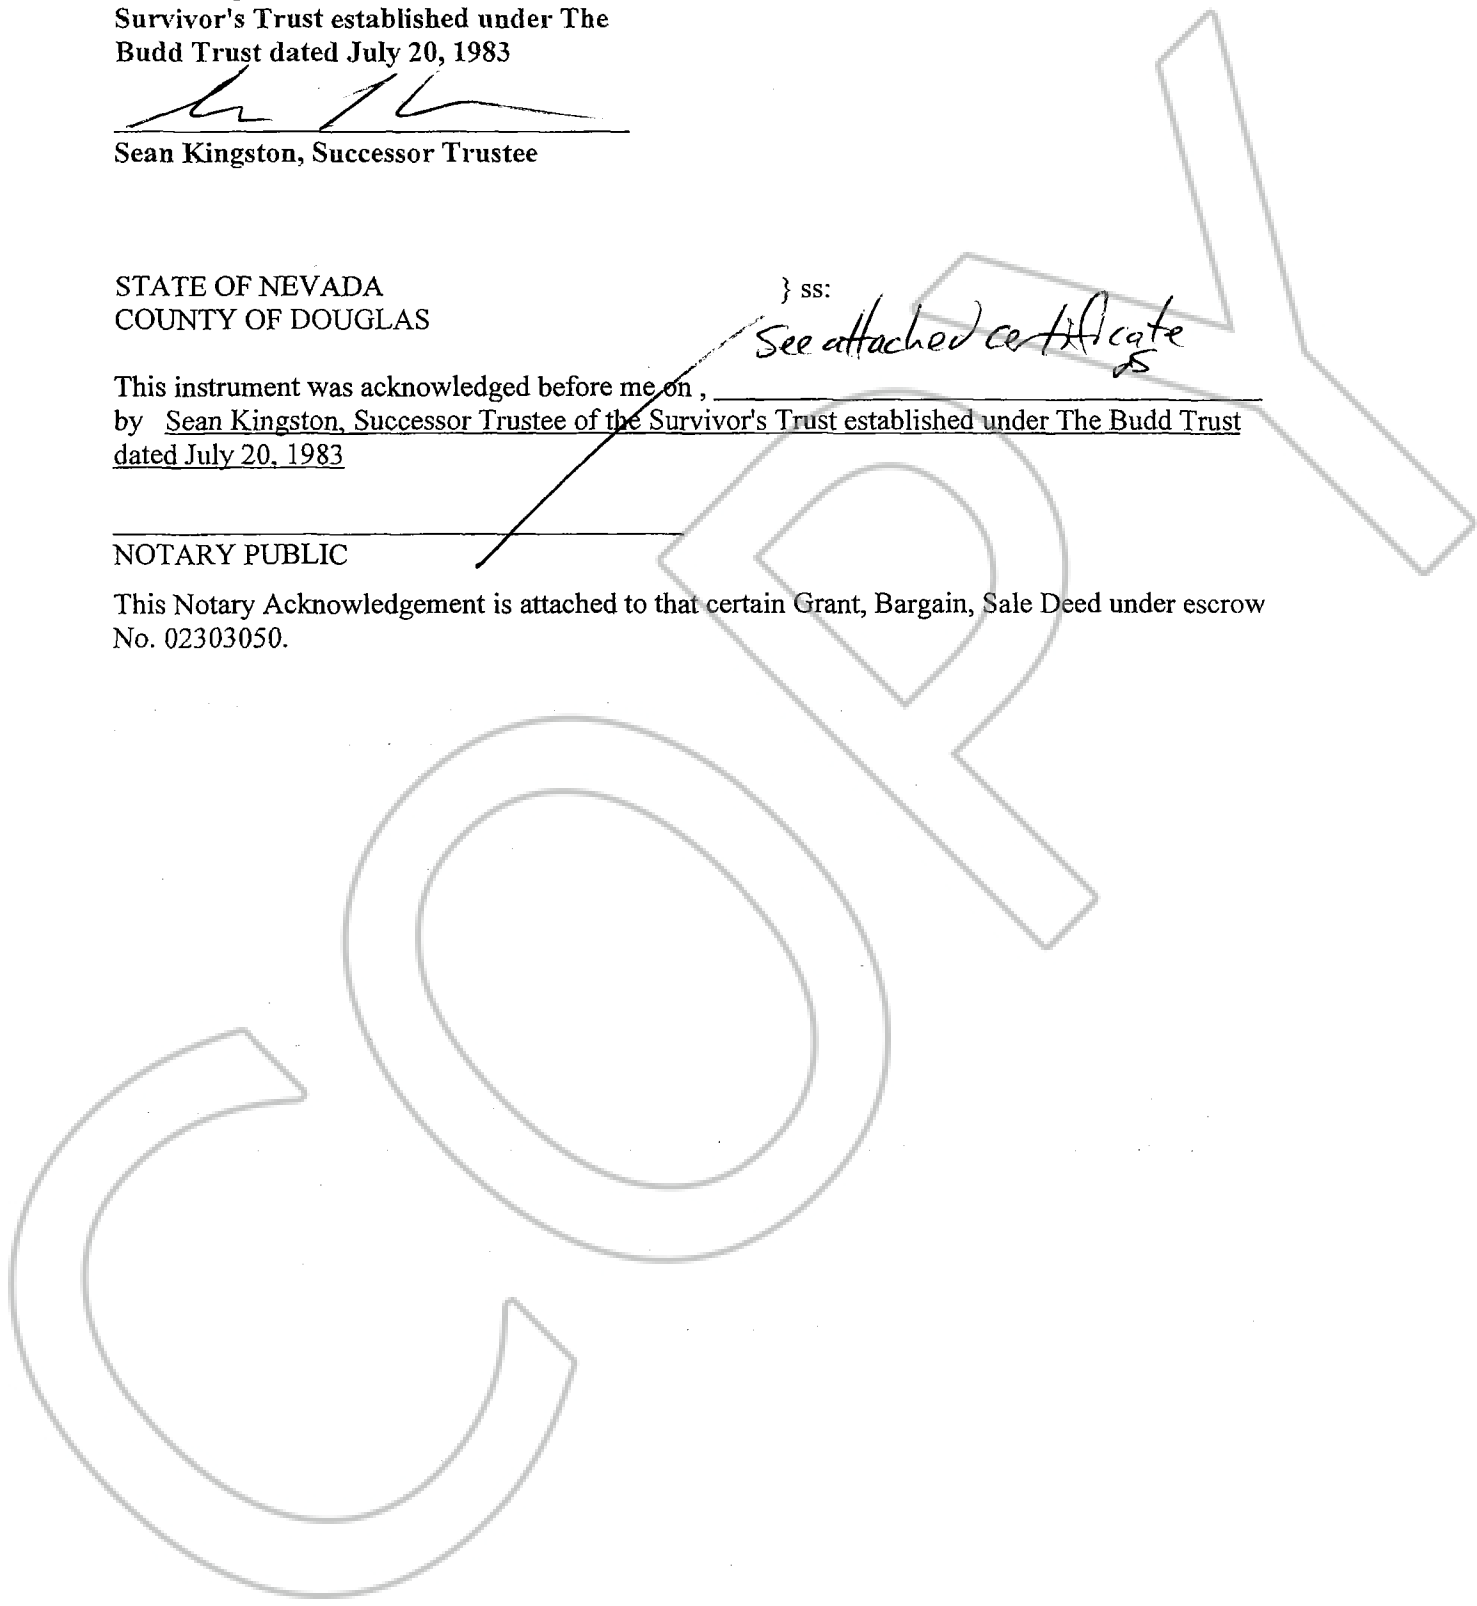 Survivor's Trust established under The
Budd Trust dated July 20, 1983
Sean Kingston, Successor Trustee
STATE OF NEVADA } ss:
COUNTY OF DOUGLAS
See attached certificate
This instrument was acknowledged before me on ,
by Sean Kingston, Successor Trustee of the Survivor's Trust established under The Budd Trust
dated July 20, 1983
NOTARY PUBLIC
This Notary Acknowledgement is attached to that certain Grant, Bargain, Sale Deed under escrow
No. 02303050.
COPY